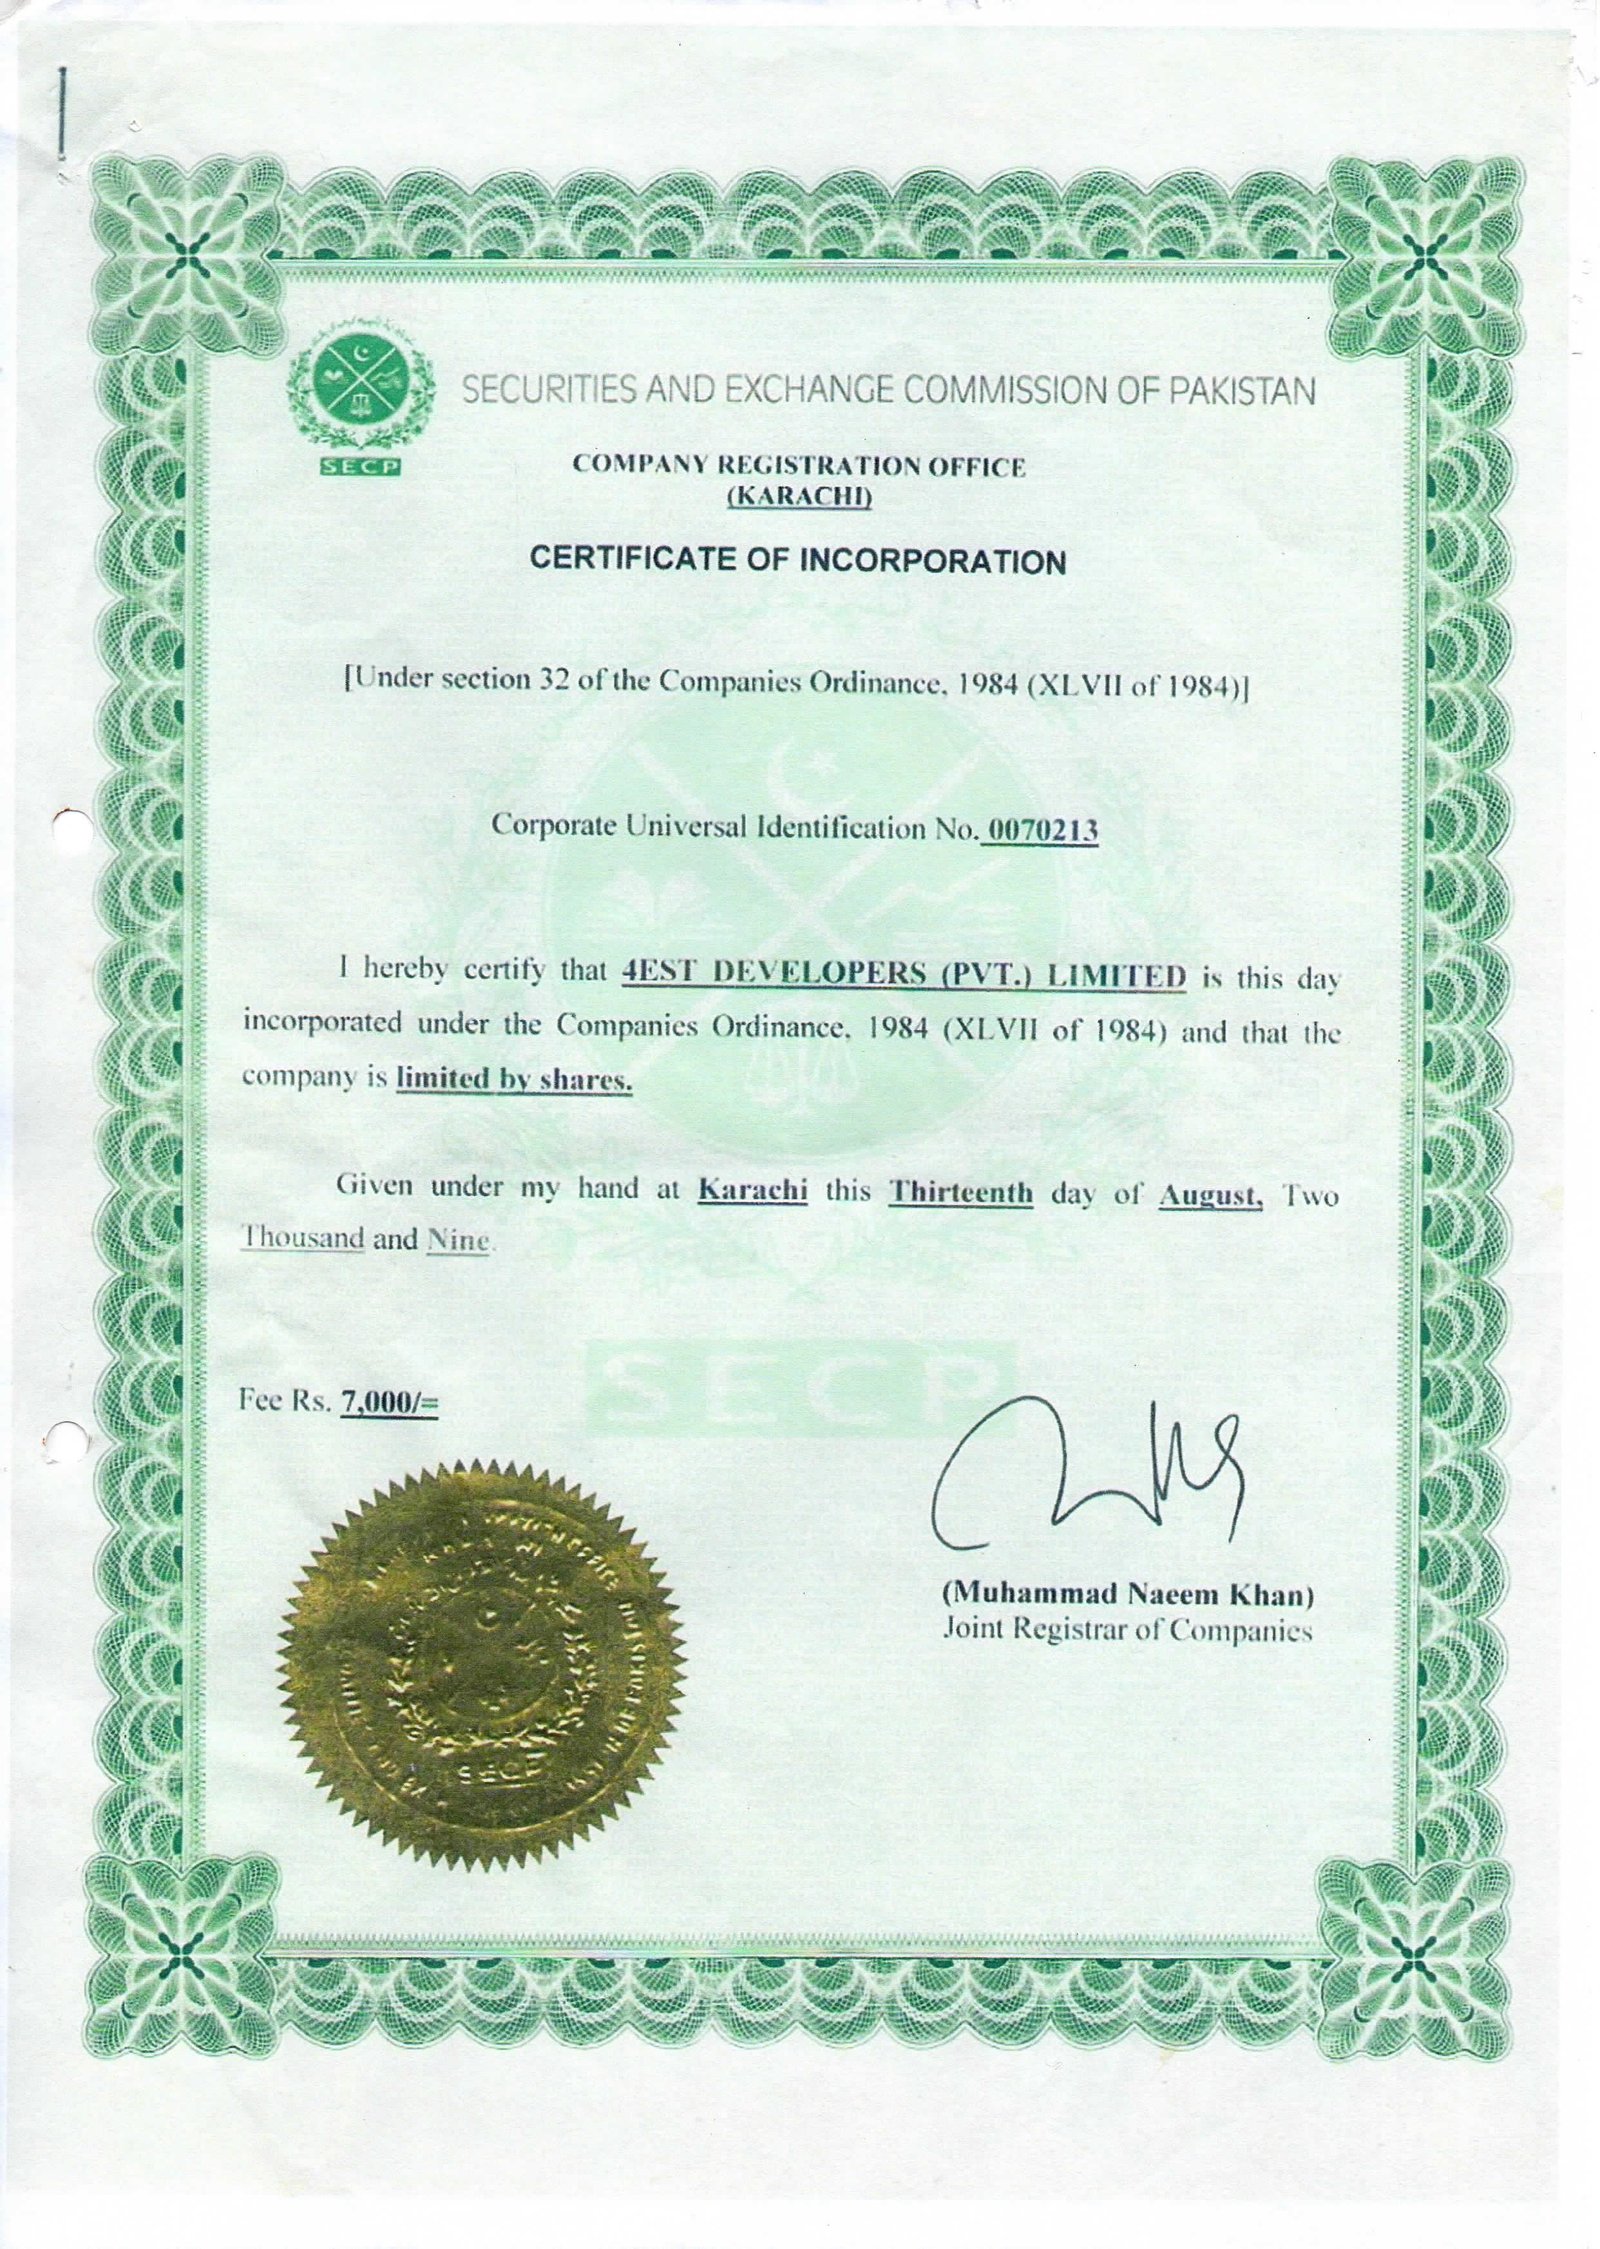 SECURITIES AND EXCHANGE COMMISSION OF PAKISTAN
SECP
COMPANY REGISTRATION OFFICE
(KARACHI)
CERTIFICATE OF INCORPORATION
[Under section 32 of the Companies Ordinance, 1984 (XLVII of 1984)]
Corporate Universal Identification No. 0070213
I hereby certify that 4EST DEVELOPERS (PVT.) LIMITED is this day
incorporated under the Companies Ordinance, 1984 (XLVII of 1984) and that the
company is limited by shares.
Given under my hand at Karachi this Thirteenth day of August, Two
Thousand and Nine.
SECP
Fee Rs. 7,000/=
(Muhammad Naeem Khan)
Joint Registrar of Companies
SECP